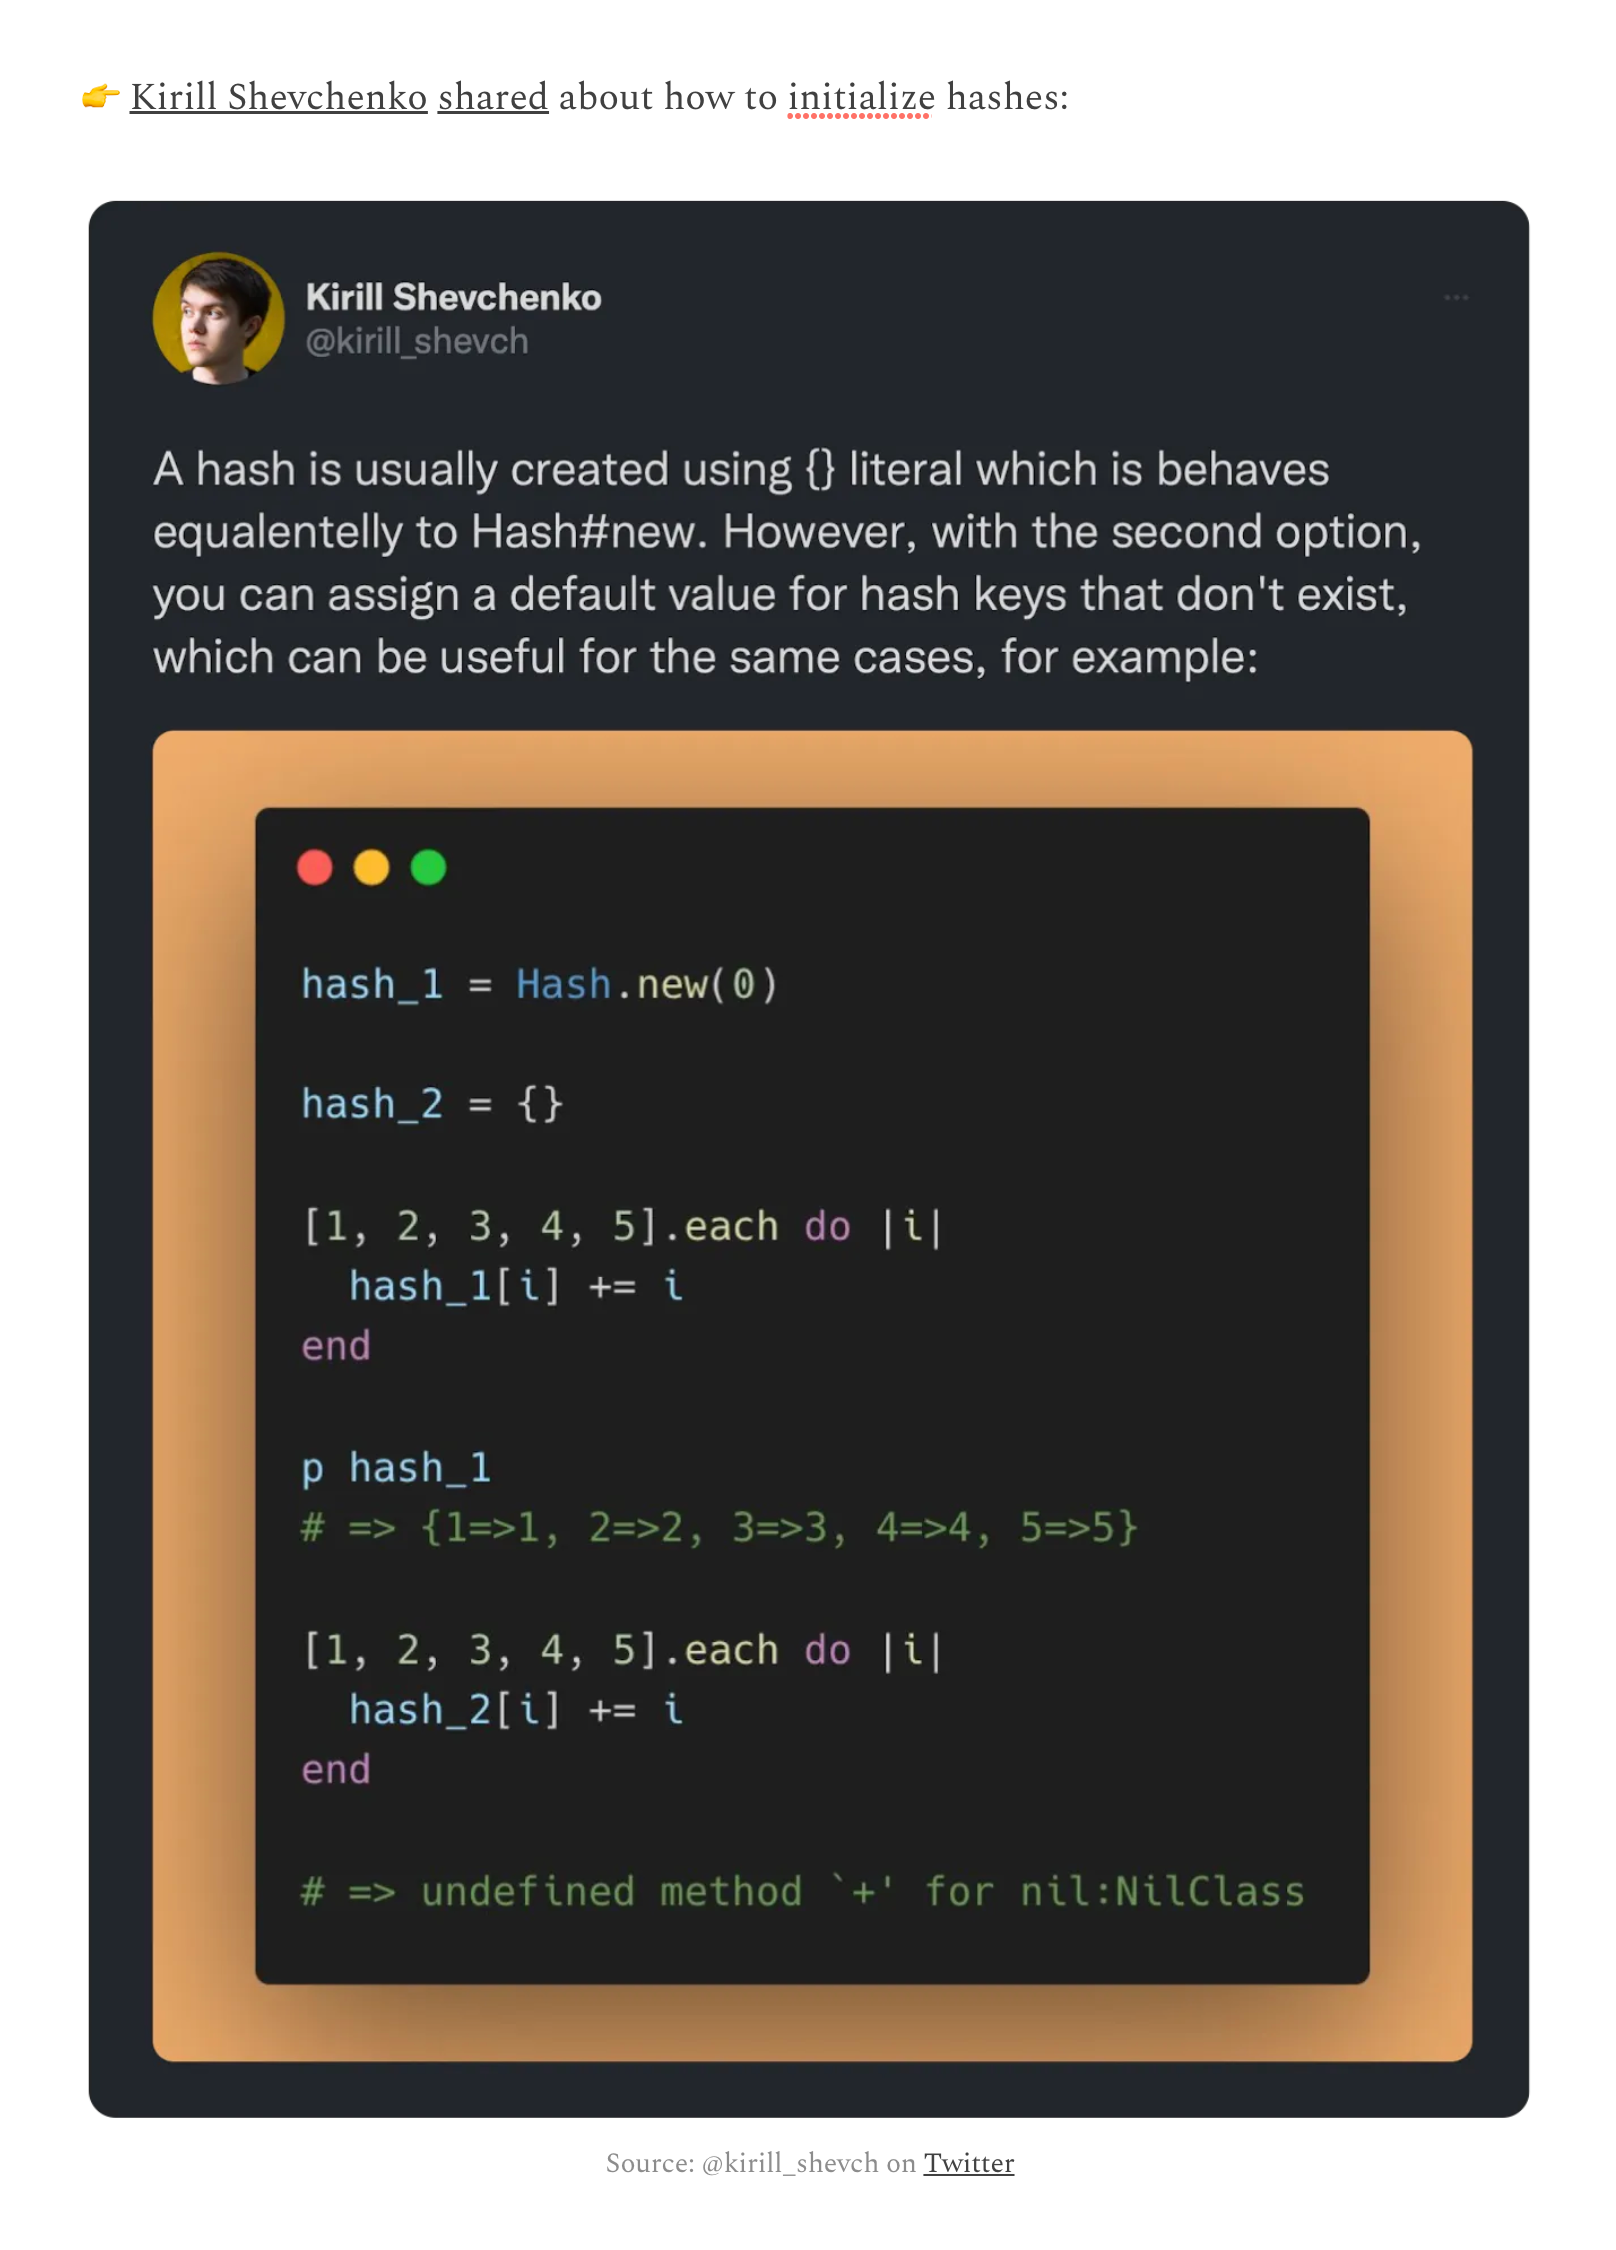 👉 Kirill Shevchenko shared about how to initialize hashes:
Kirill Shevchenko
@kirill_shevch
A hash is usually created using {} literal which is behaves
equalentelly to Hash#new. However, with the second option,
you can assign a default value for hash keys that don't exist,
which can be useful for the same cases, for example:
hash_1 = Hash.new(0)
hash_2 = {}
[1, 2, 3, 4, 5].each do |i|
  hash_1[i] += i
end
p hash_1
# => {1=>1, 2=>2, 3=>3, 4=>4, 5=>5}
[1, 2, 3, 4, 5].each do |i|
  hash_2[i] += i
end
# => undefined method `+' for nil:NilClass
Source: @kirill_shevch on Twitter